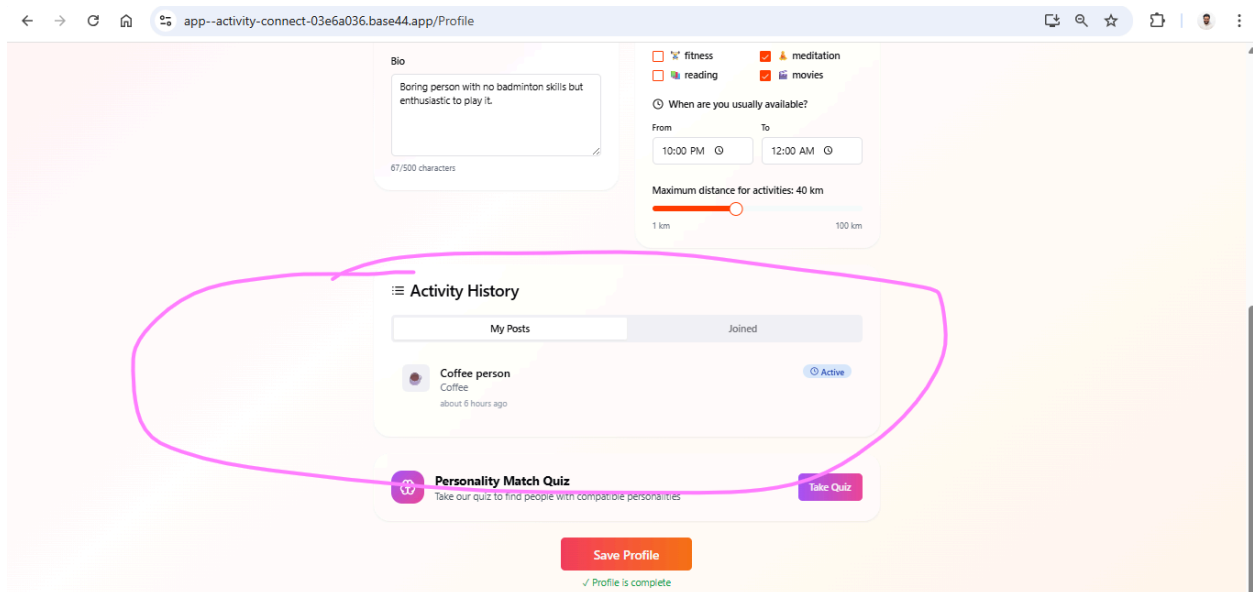 app--activity-connect-03e6a036.base44.app/Profile
Bio
Boring person with no badminton skills but
enthusiastic to play it.
67/500 characters
fitness
meditation
reading
movies
When are you usually available?
From
To
10:00 PM
12:00 AM
Maximum distance for activities: 40 km
1 km
100 km
Activity History
My Posts
Joined
Coffee person
Coffee
about 6 hours ago
Active
Personality Match Quiz
Take our quiz to find people with compatible personalities
Take Quiz
Save Profile
✓ Profile is complete